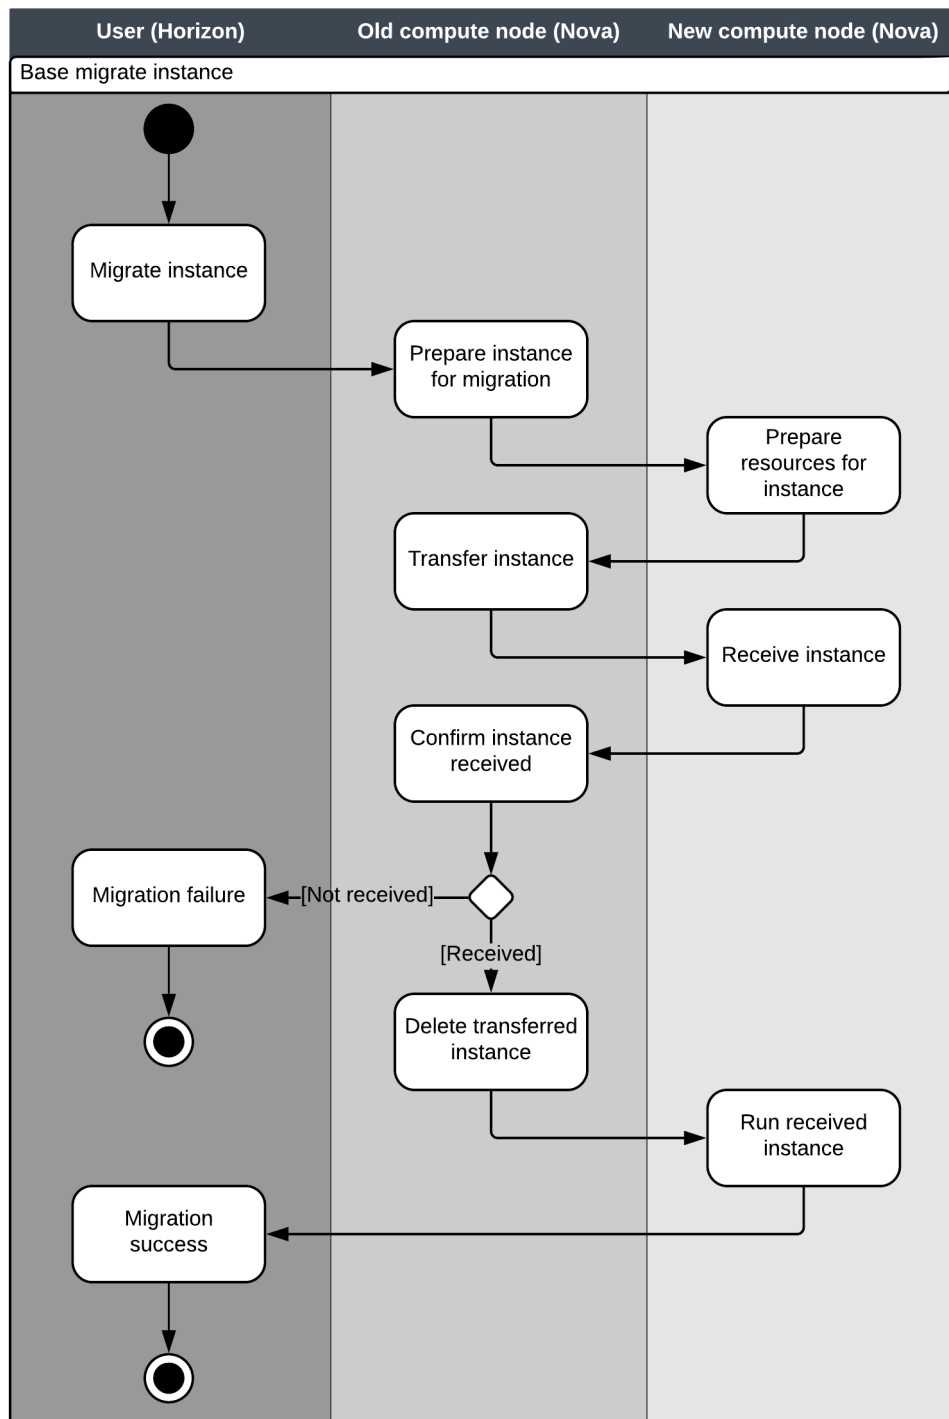 User (Horizon)
Old compute node (Nova)
New compute node (Nova)
Base migrate instance
Migrate instance
Prepare instance
for migration
Prepare
resources for
instance
Transfer instance
Receive instance
Confirm instance
received
Migration failure
[Not received]
[Received]
Delete transferred
instance
Run received
instance
Migration
success